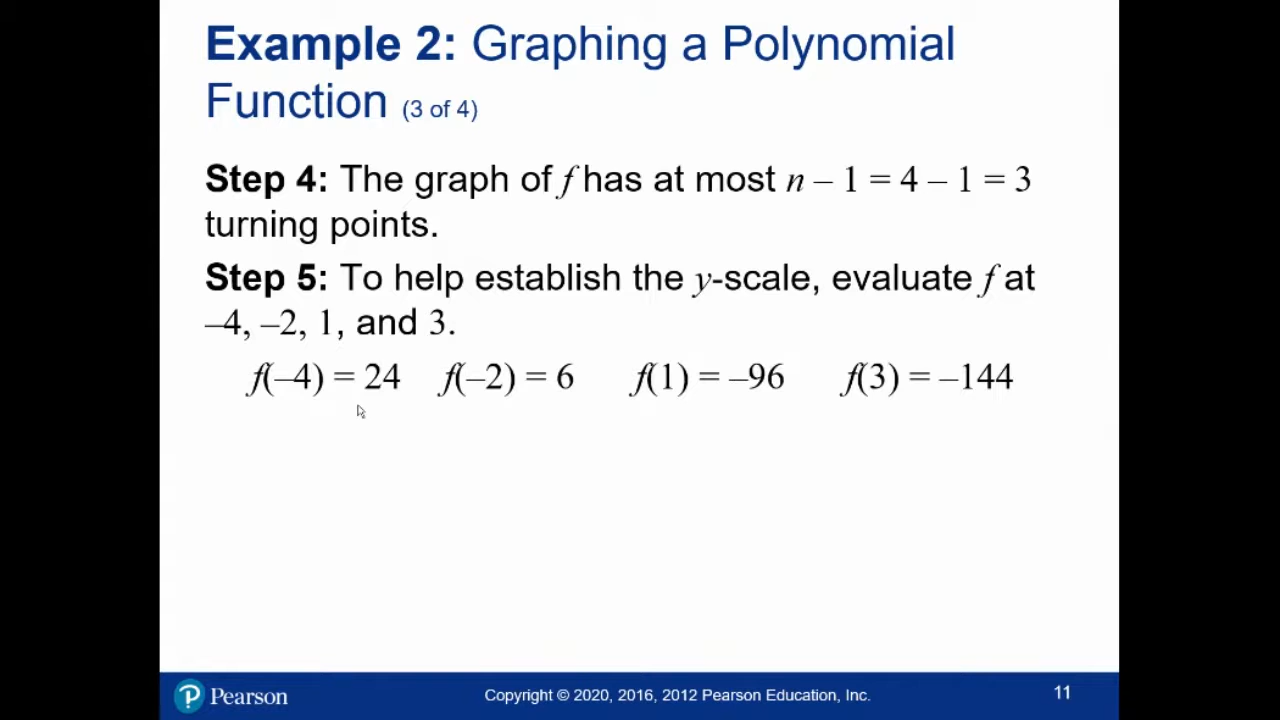 Example 2: Graphing a Polynomial
Function (3 of 4)
Step 4: The graph of f has at most n – 1 = 4 – 1 = 3
turning points.
Step 5: To help establish the y-scale, evaluate f at
–4, –2, 1, and 3.
f(–4) = 24 f(–2) = 6 f(1) = –96 f(3) = –144
Pearson Copyright © 2020, 2016, 2012 Pearson Education, Inc. 11